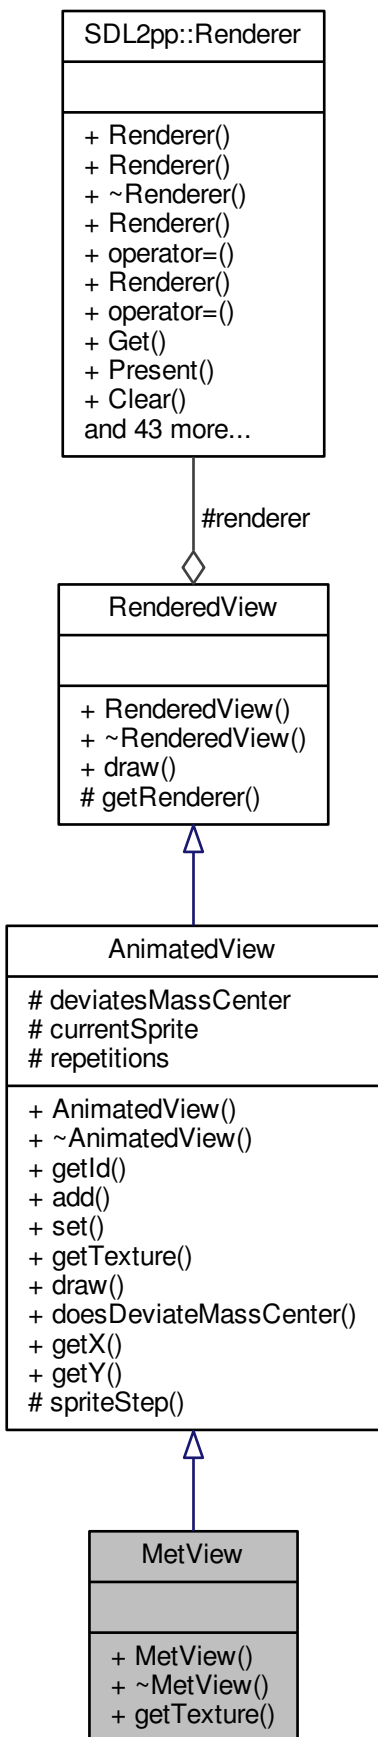 SDL2pp::Renderer
+ Renderer()
+ Renderer()
+ ~Renderer()
+ Renderer()
+ operator=()
+ Renderer()
+ operator=()
+ Get()
+ Present()
+ Clear()
and 43 more...
#renderer
RenderedView
+ RenderedView()
+ ~RenderedView()
+ draw()
# getRenderer()
AnimatedView
# deviatesMassCenter
# currentSprite
# repetitions
+ AnimatedView()
+ ~AnimatedView()
+ getId()
+ add()
+ set()
+ getTexture()
+ draw()
+ doesDeviateMassCenter()
+ getX()
+ getY()
# spriteStep()
MetView
+ MetView()
+ ~MetView()
+ getTexture()